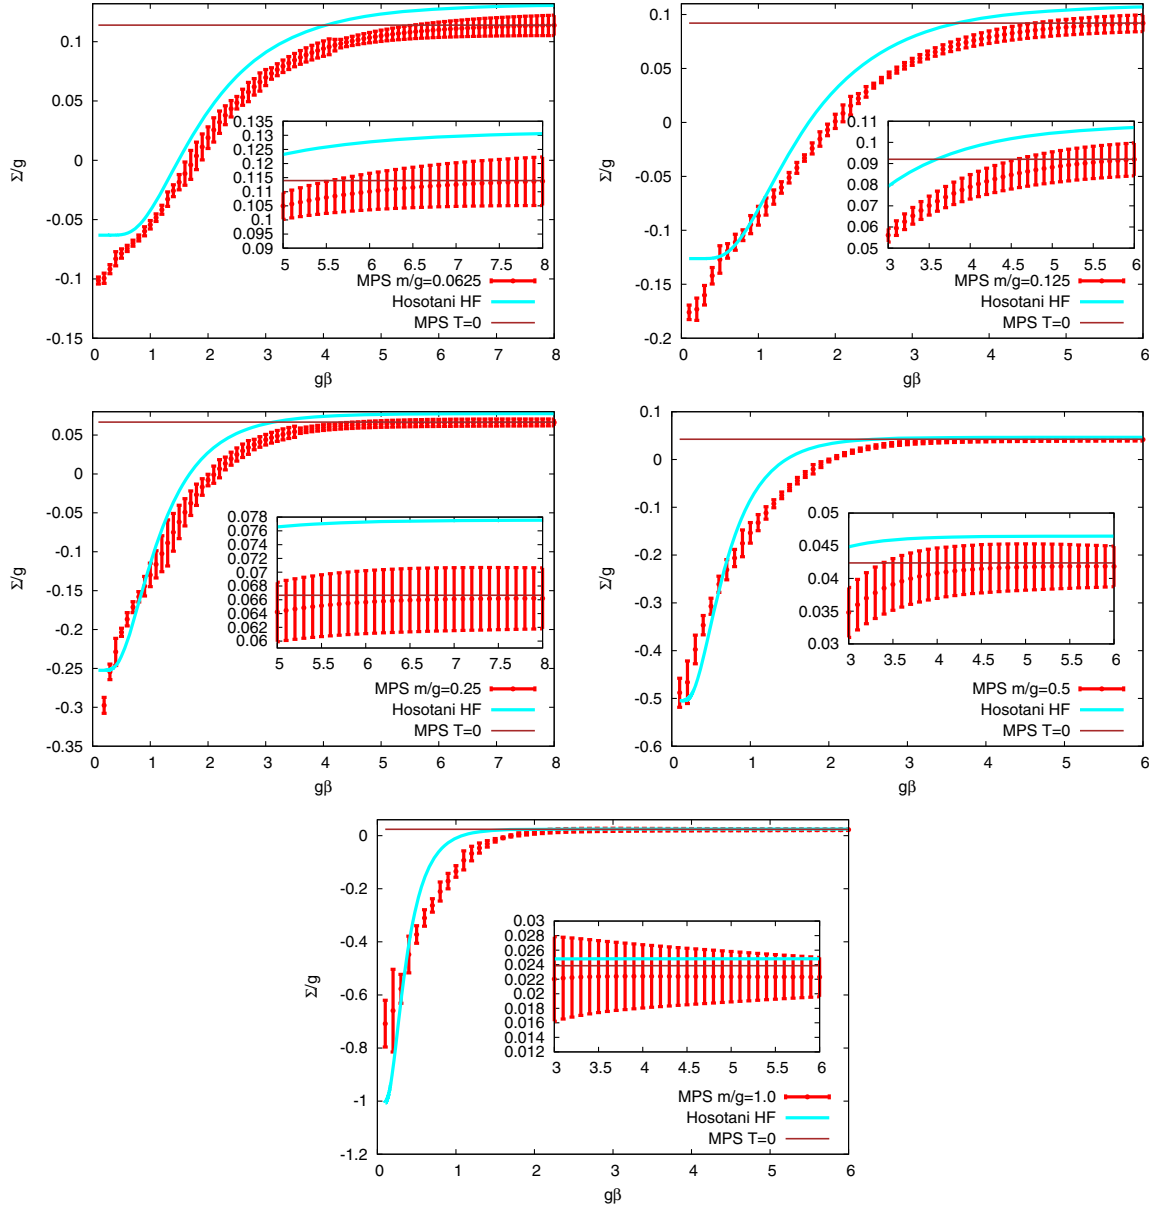 Σ/g
0.1
0.05
0
-0.05
-0.1
-0.15
0 1 2 3 4 5 6 7 8
gβ
0.135
0.13
0.125
0.12
0.115
0.11
0.105
0.1
0.095
0.09
5 5.5 6 6.5 7 7.5 8
MPS m/g=0.0625
Hosotani HF
MPS T=0
Σ/g
0.1
0.05
0
-0.05
-0.1
-0.15
-0.2
0 1 2 3 4 5 6
gβ
0.11
0.1
0.09
0.08
0.07
0.06
0.05
3 3.5 4 4.5 5 5.5 6
MPS m/g=0.125
Hosotani HF
MPS T=0
Σ/g
0.05
0
-0.05
-0.1
-0.15
-0.2
-0.25
-0.3
-0.35
0 1 2 3 4 5 6 7 8
gβ
0.078
0.076
0.074
0.072
0.07
0.068
0.066
0.064
0.062
0.06
5 5.5 6 6.5 7 7.5 8
MPS m/g=0.25
Hosotani HF
MPS T=0
Σ/g
0.1
0
-0.1
-0.2
-0.3
-0.4
-0.5
-0.6
0 1 2 3 4 5 6
gβ
0.05
0.045
0.04
0.035
0.03
3 3.5 4 4.5 5 5.5 6
MPS m/g=0.5
Hosotani HF
MPS T=0
Σ/g
0
-0.2
-0.4
-0.6
-0.8
-1
-1.2
0 1 2 3 4 5 6
gβ
0.03
0.028
0.026
0.024
0.022
0.02
0.018
0.016
0.014
0.012
3 3.5 4 4.5 5 5.5 6
MPS m/g=1.0
Hosotani HF
MPS T=0